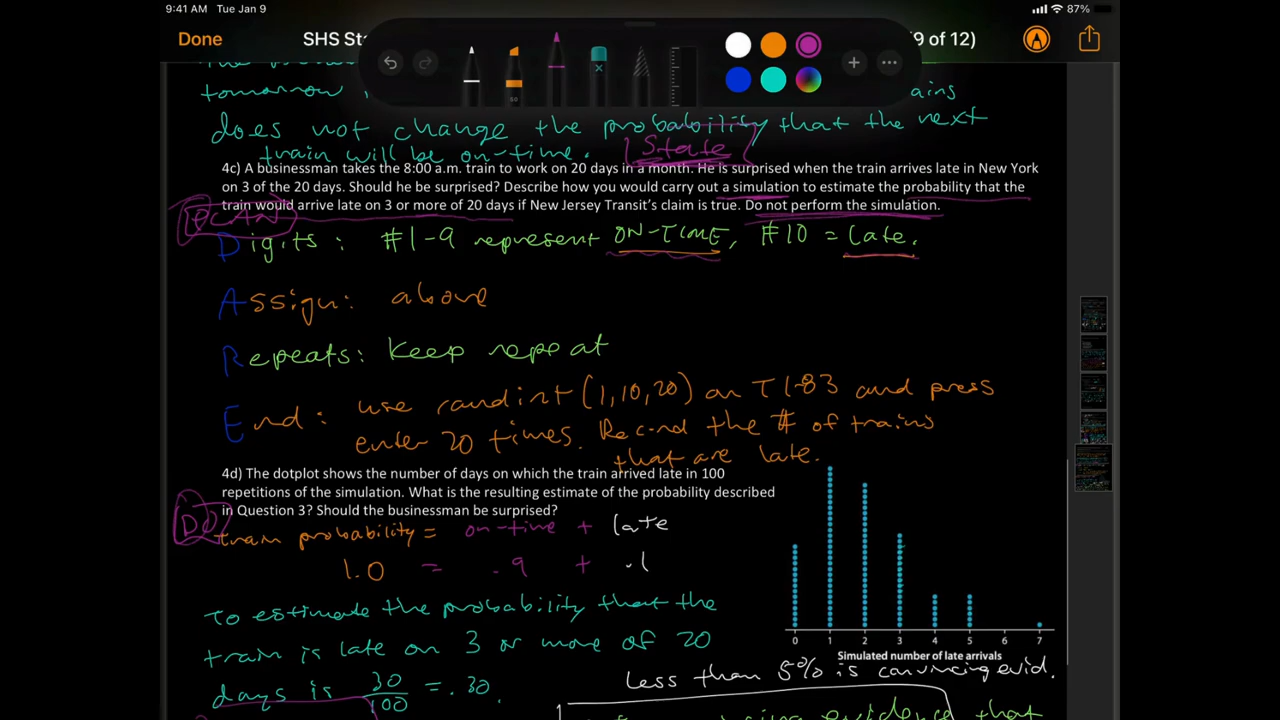 9:41 AM Tue Jan 9
87%
Done
SHS Sta
9 of 12)
5.0
tomorrow
ains
does not change the probability that the next
train will be on-time.
State
4c) A businessman takes the 8:00 a.m. train to work on 20 days in a month. He is surprised when the train arrives late in New York
on 3 of the 20 days. Should he be surprised? Describe how you would carry out a simulation to estimate the probability that the
train would arrive late on 3 or more of 20 days if New Jersey Transit's claim is true. Do not perform the simulation.
PLAN
Digits: #1-9 represent ON-TIME, #10 = Late.
Assign: above
Repeats: Keep repeat
End: use randint (1,10,20) on TI-83 and press
enter 20 times. Record the # of trains
that are late.
4d) The dotplot shows the number of days on which the train arrived late in 100
repetitions of the simulation. What is the resulting estimate of the probability described
in Question 3? Should the businessman be surprised?
DO
train probability = on-time + late
1.0 = .9 + .1
To estimate the probability that the
train is late on 3 or more of 20
days is 30/100 = .30.
0 1 2 3 4 5 6 7
Simulated number of late arrivals
less than 5% is convincing evid.
evidence that